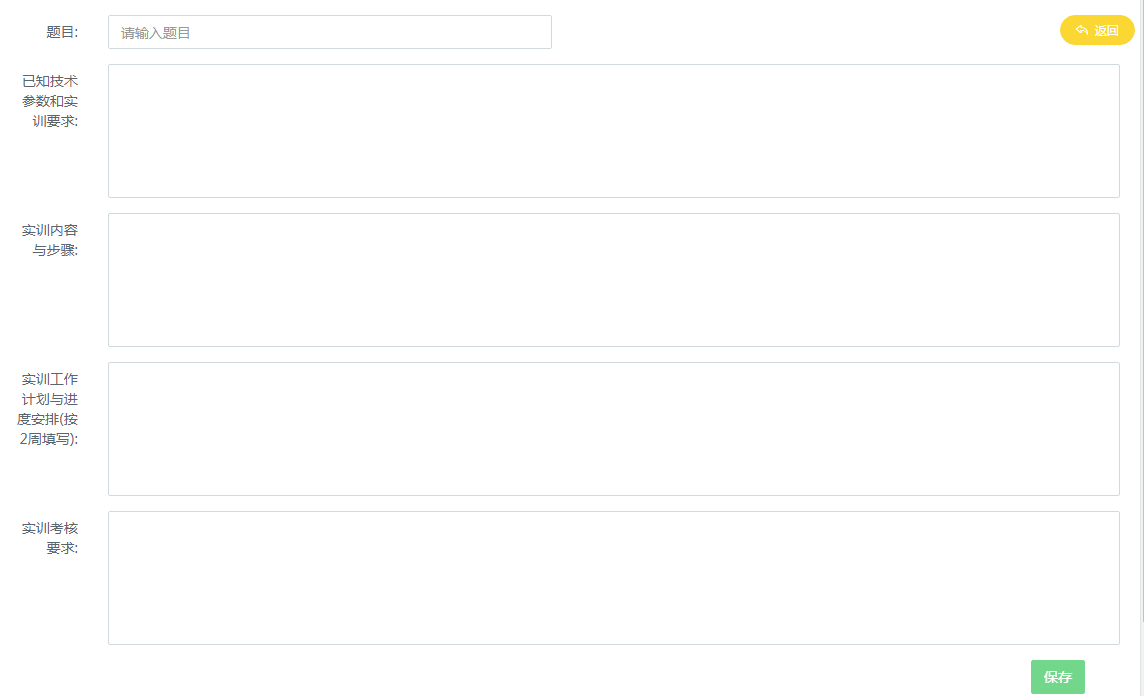 题目:
请输入题目
返回
已知技术
参数和实
训要求:
实训内容
与步骤:
实训工作
计划与进
度安排(按
2周填写):
实训考核
要求:
保存